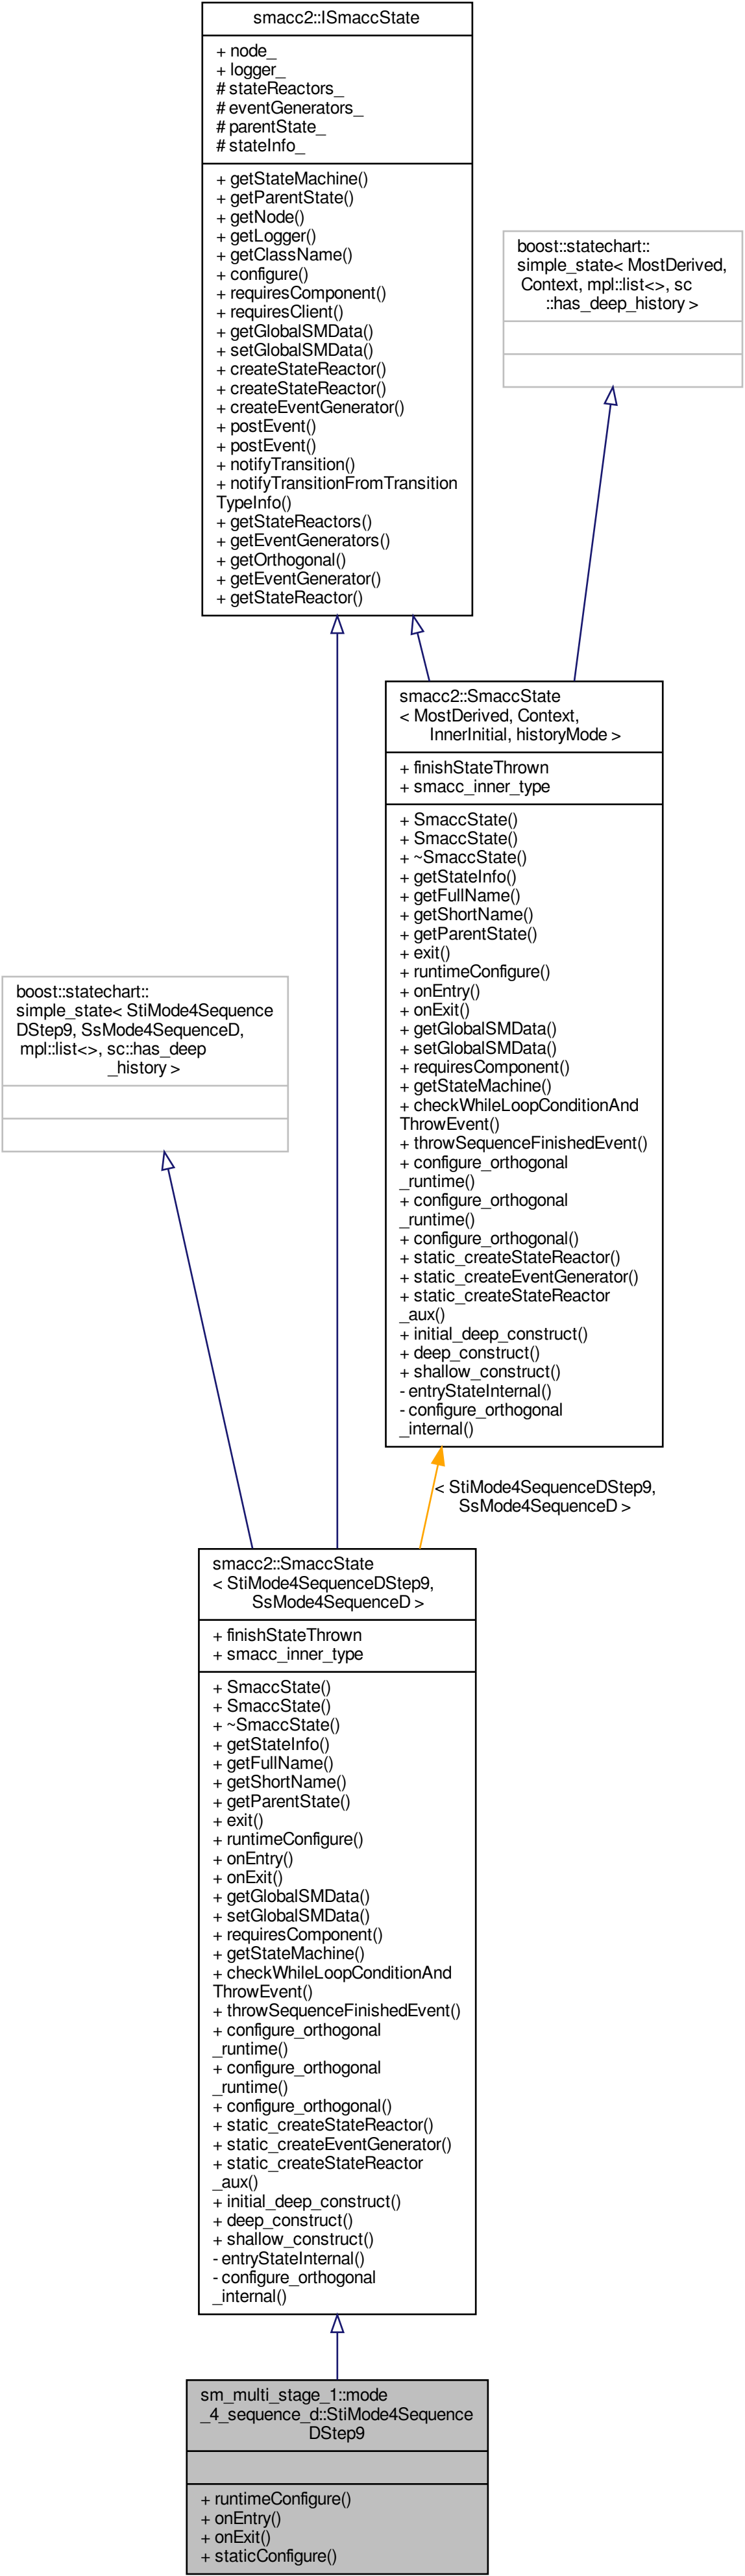 smacc2::ISmaccState
+ node_
+ logger_
# stateReactors_
# eventGenerators_
# parentState_
# stateInfo_
+ getStateMachine()
+ getParentState()
+ getNode()
+ getLogger()
+ getClassName()
+ configure()
+ requiresComponent()
+ requiresClient()
+ getGlobalSMData()
+ setGlobalSMData()
+ createStateReactor()
+ createStateReactor()
+ createEventGenerator()
+ postEvent()
+ postEvent()
+ notifyTransition()
+ notifyTransitionFromTransition
TypeInfo()
+ getStateReactors()
+ getEventGenerators()
+ getOrthogonal()
+ getEventGenerator()
+ getStateReactor()
boost::statechart::
simple_state< MostDerived,
Context, mpl::list<>, sc
::has_deep_history >
smacc2::SmaccState
< MostDerived, Context,
InnerInitial, historyMode >
+ finishStateThrown
+ smacc_inner_type
+ SmaccState()
+ SmaccState()
+ ~SmaccState()
+ getStateInfo()
+ getFullName()
+ getShortName()
+ getParentState()
+ exit()
+ runtimeConfigure()
+ onEntry()
+ onExit()
+ getGlobalSMData()
+ setGlobalSMData()
+ requiresComponent()
+ getStateMachine()
+ checkWhileLoopConditionAnd
ThrowEvent()
+ throwSequenceFinishedEvent()
+ configure_orthogonal
_runtime()
+ configure_orthogonal
_runtime()
+ configure_orthogonal()
+ static_createStateReactor()
+ static_createEventGenerator()
+ static_createStateReactor
_aux()
+ initial_deep_construct()
+ deep_construct()
+ shallow_construct()
- entryStateInternal()
- configure_orthogonal
_internal()
boost::statechart::
simple_state< StiMode4Sequence
DStep9, SsMode4SequenceD,
mpl::list<>, sc::has_deep
_history >
< StiMode4SequenceDStep9,
SsMode4SequenceD >
smacc2::SmaccState
< StiMode4SequenceDStep9,
SsMode4SequenceD >
+ finishStateThrown
+ smacc_inner_type
+ SmaccState()
+ SmaccState()
+ ~SmaccState()
+ getStateInfo()
+ getFullName()
+ getShortName()
+ getParentState()
+ exit()
+ runtimeConfigure()
+ onEntry()
+ onExit()
+ getGlobalSMData()
+ setGlobalSMData()
+ requiresComponent()
+ getStateMachine()
+ checkWhileLoopConditionAnd
ThrowEvent()
+ throwSequenceFinishedEvent()
+ configure_orthogonal
_runtime()
+ configure_orthogonal
_runtime()
+ configure_orthogonal()
+ static_createStateReactor()
+ static_createEventGenerator()
+ static_createStateReactor
_aux()
+ initial_deep_construct()
+ deep_construct()
+ shallow_construct()
- entryStateInternal()
- configure_orthogonal
_internal()
sm_multi_stage_1::mode
_4_sequence_d::StiMode4Sequence
DStep9
+ runtimeConfigure()
+ onEntry()
+ onExit()
+ staticConfigure()